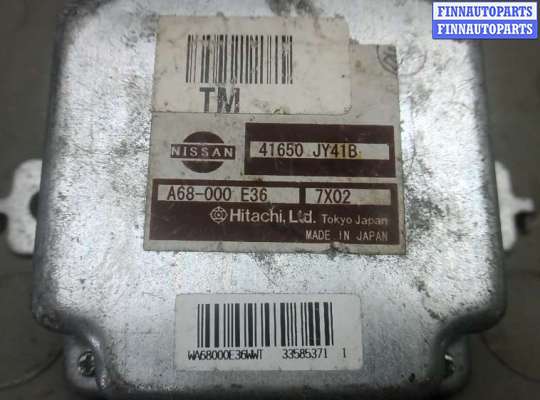 FINNAUTOPARTS
FINNAUTOPARTS
TM
NISSAN
41650 JY41B
A68-000 E36 7X02
Hitachi, Ltd. Tokyo Japan
MADE IN JAPAN
WA68000E36WWT 33585371 1